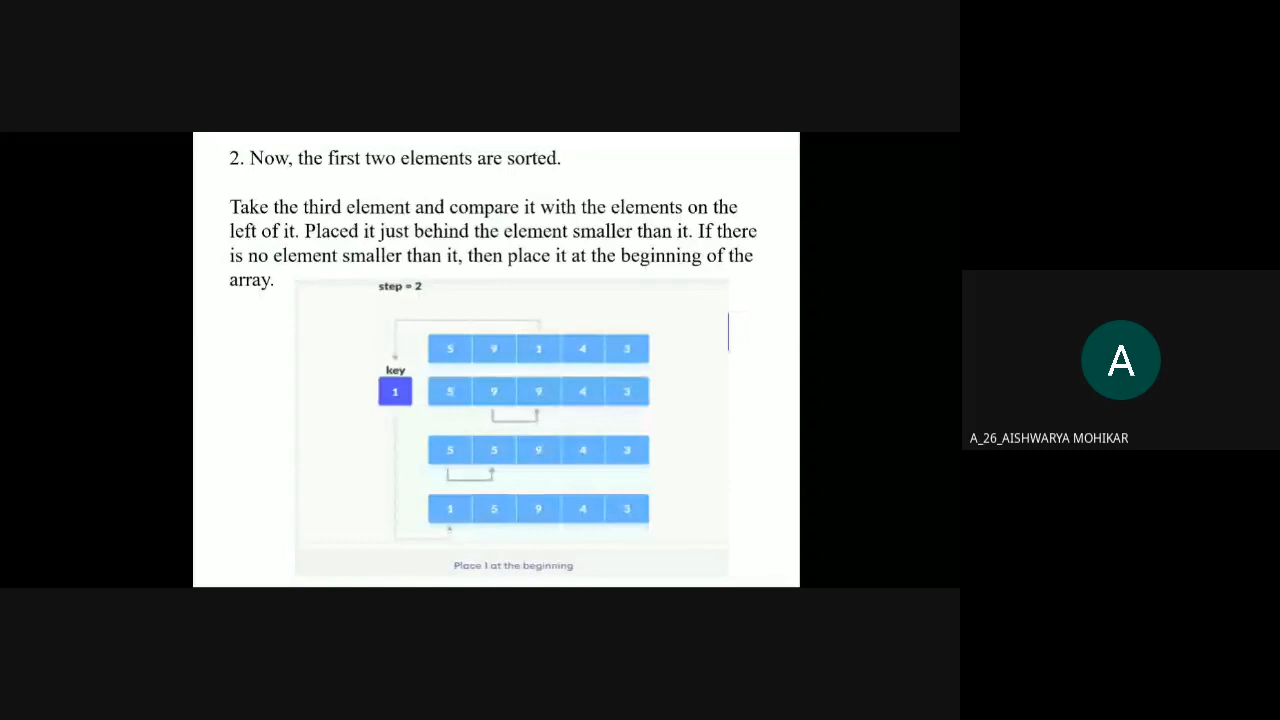 2. Now, the first two elements are sorted.
Take the third element and compare it with the elements on the
left of it. Placed it just behind the element smaller than it. If there
is no element smaller than it, then place it at the beginning of the
array.
step = 2
5 9 1 4 3
key
1
5 9 9 4 3
5 5 9 4 3
1 5 9 4 3
Place 1 at the beginning
A
A_26_AISHWARYA MOHIKAR